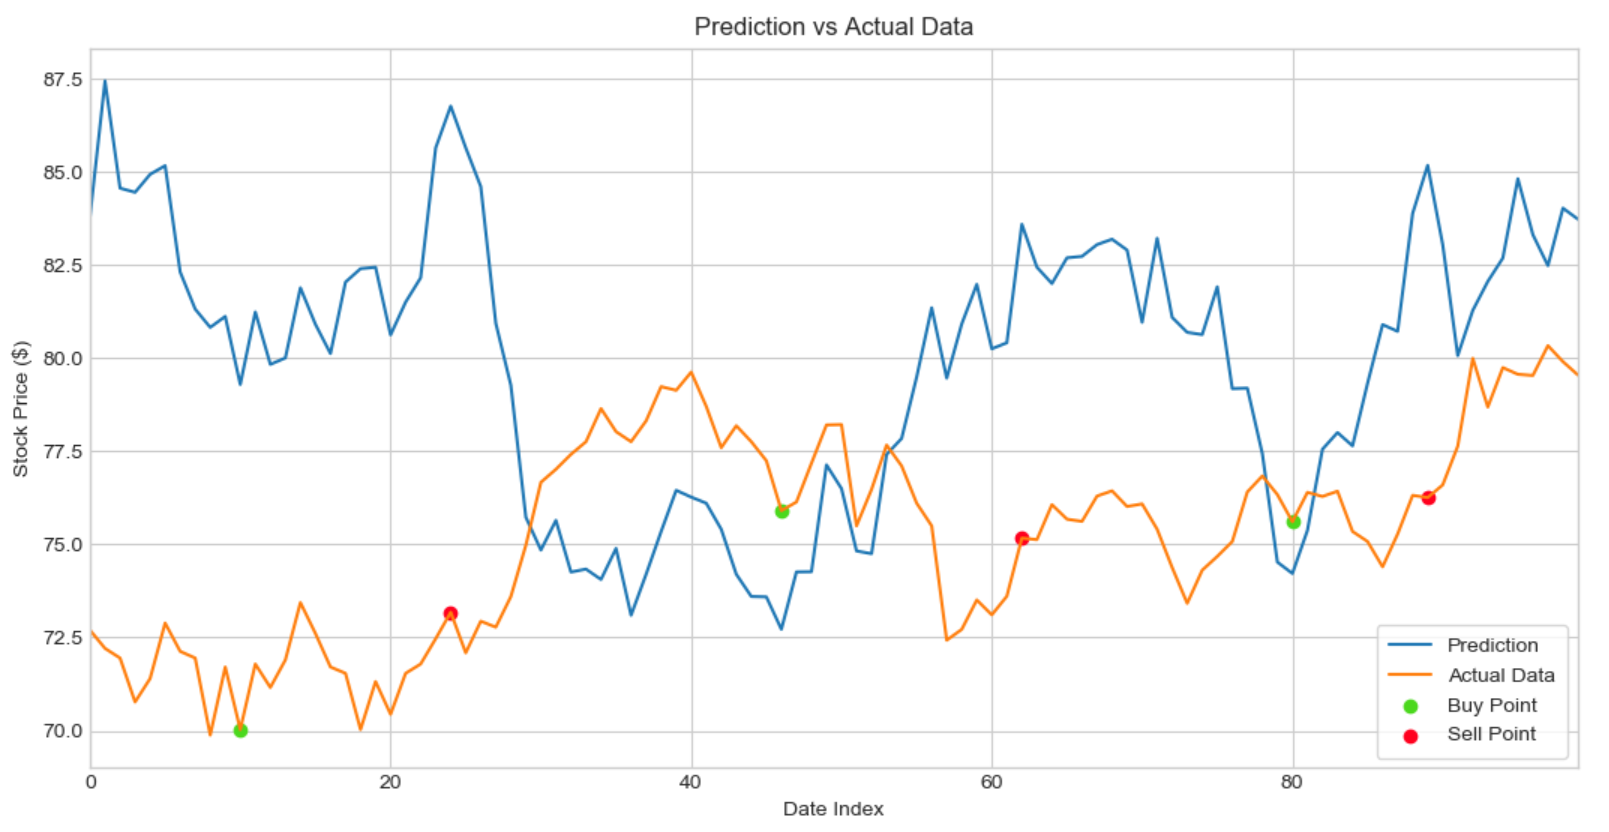 Prediction vs Actual Data
87.5
85.0
82.5
80.0
77.5
75.0
72.5
70.0
Stock Price ($)
0
20
40
60
80
Date Index
Prediction
Actual Data
Buy Point
Sell Point